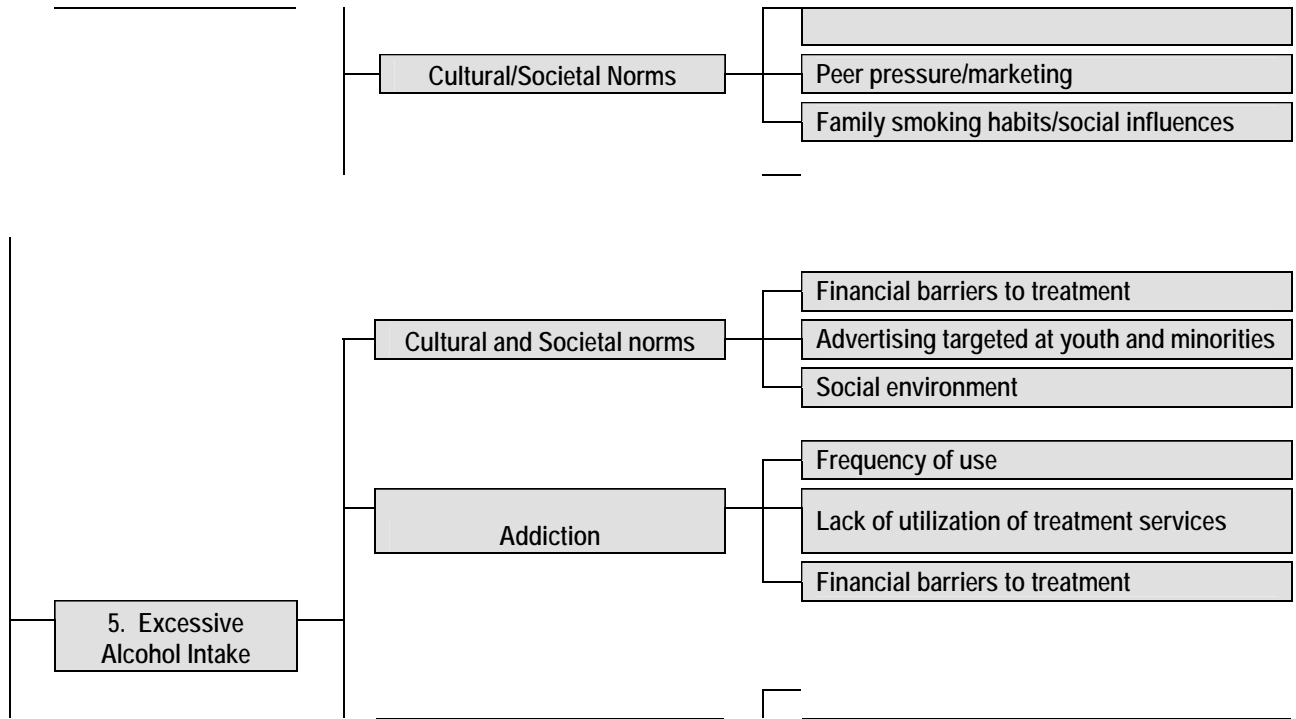 Cultural/Societal Norms
Peer pressure/marketing
Family smoking habits/social influences
Financial barriers to treatment
Cultural and Societal norms
Advertising targeted at youth and minorities
Social environment
Frequency of use
Addiction
Lack of utilization of treatment services
Financial barriers to treatment
5. Excessive
Alcohol Intake